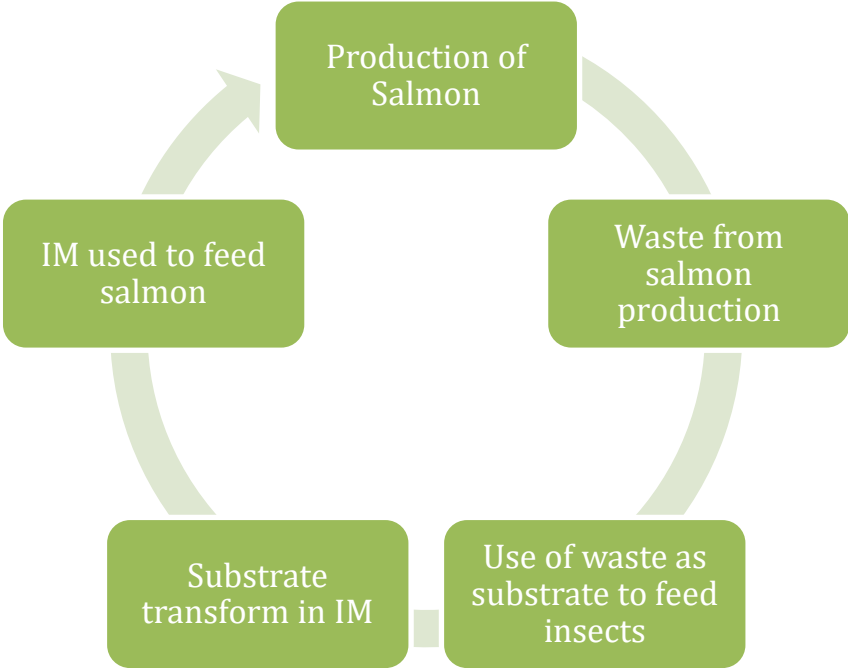 Production of
Salmon
Waste from
salmon
production
Use of waste as
substrate to feed
insects
Substrate
transform in IM
IM used to feed
salmon